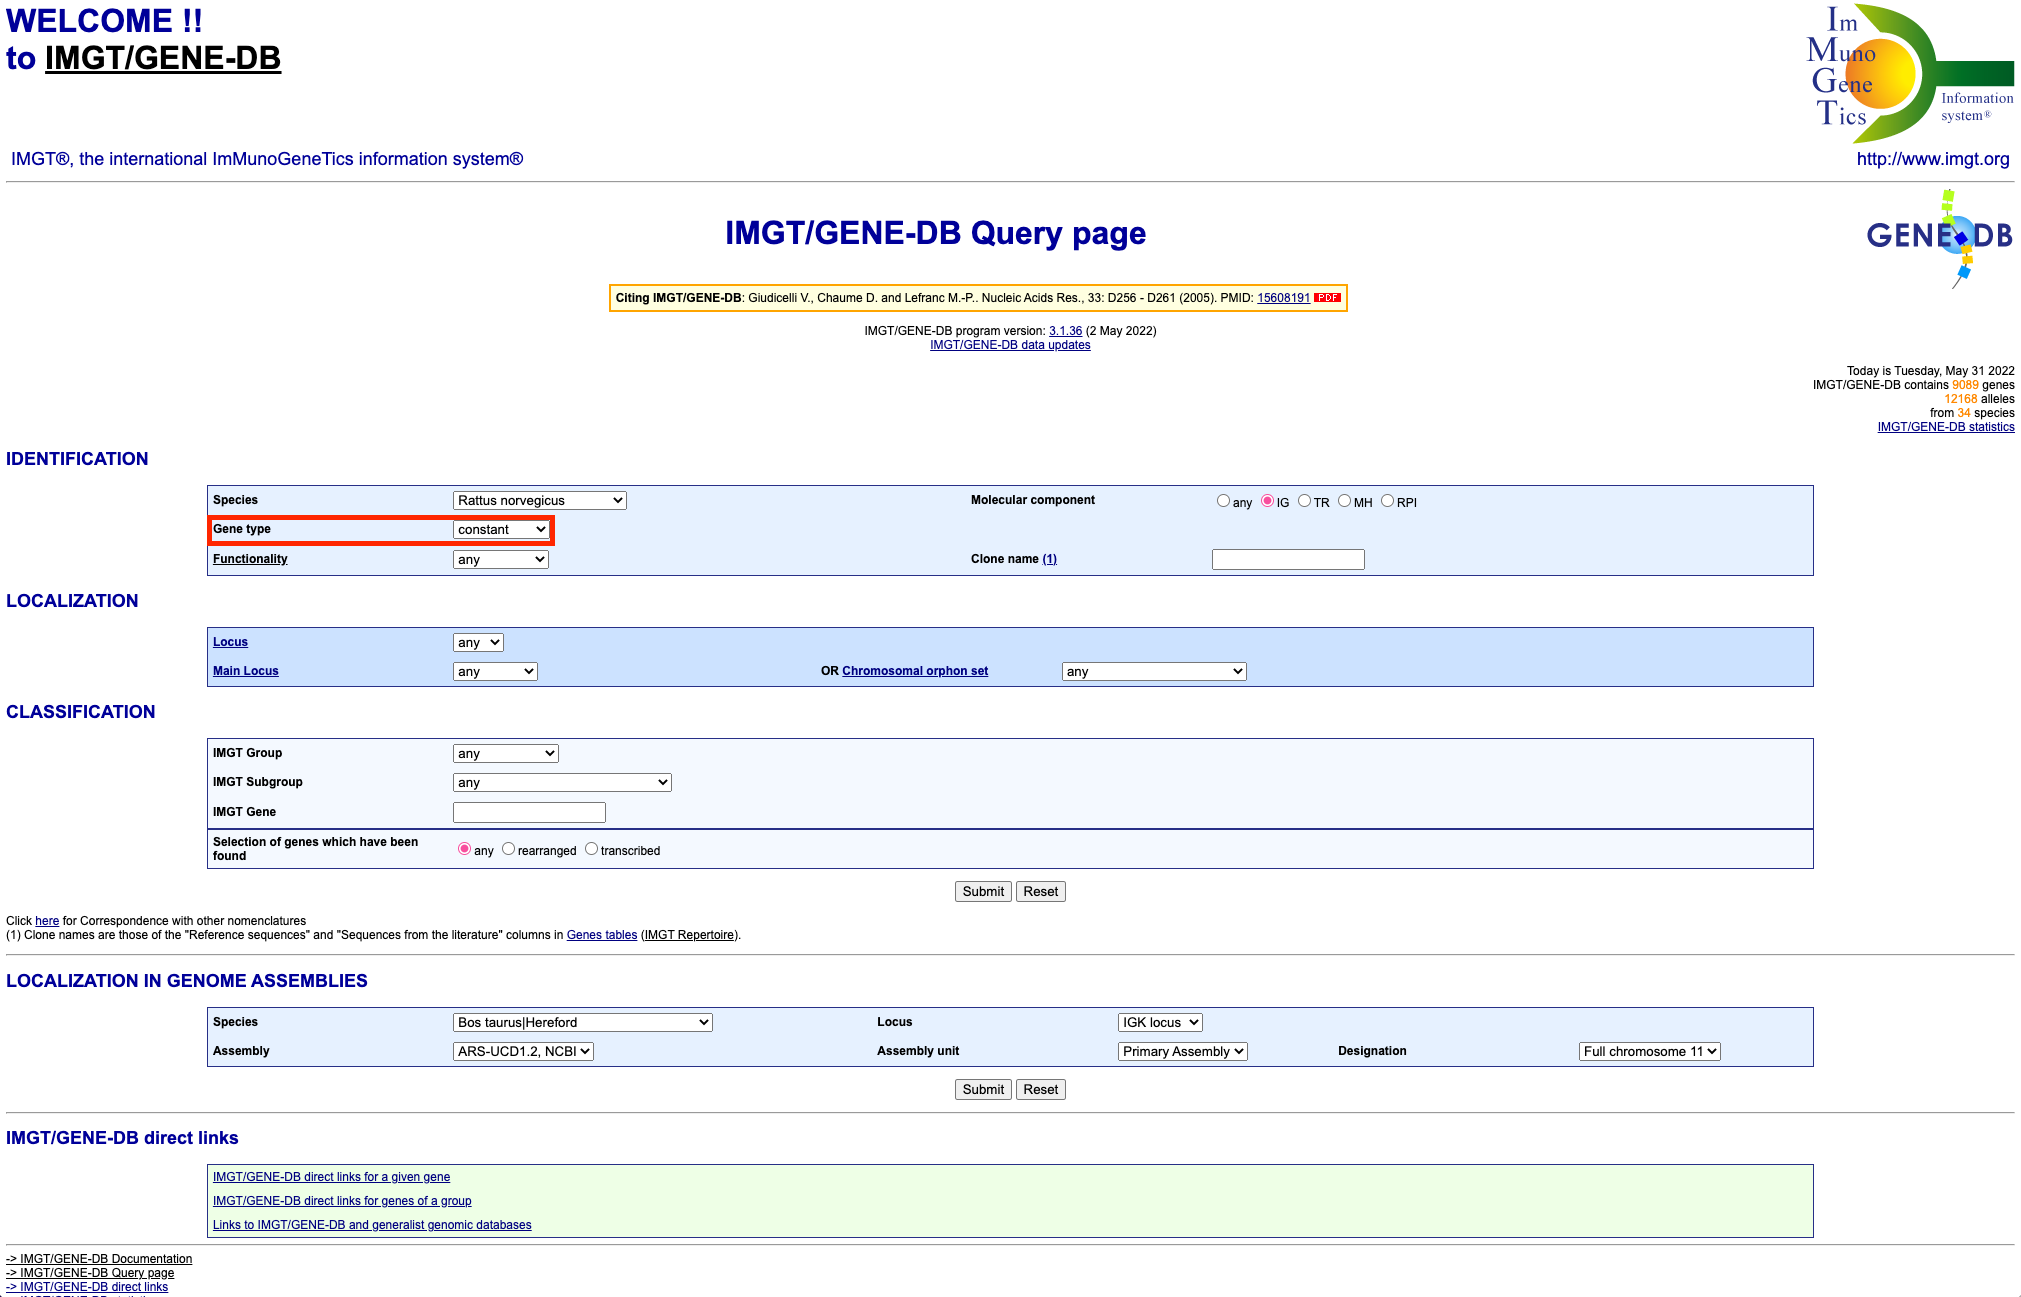 WELCOME !!
to IMGT/GENE-DB
Im
Muno
Gene
Tics
Information
system®
IMGT®, the international ImMunoGeneTics information system®
http://www.imgt.org
IMGT/GENE-DB Query page
GENE DB
Citing IMGT/GENE-DB: Giudicelli V., Chaume D. and Lefranc M.-P.. Nucleic Acids Res., 33: D256 - D261 (2005). PMID: 15608191 PDF
IMGT/GENE-DB program version: 3.1.36 (2 May 2022)
IMGT/GENE-DB data updates
Today is Tuesday, May 31 2022
IMGT/GENE-DB contains 9089 genes
12168 alleles
from 34 species
IMGT/GENE-DB statistics
IDENTIFICATION
Species Rattus norvegicus Molecular component any IG TR MH RPI
Gene type constant
Functionality any Clone name (1)
LOCALIZATION
Locus any
Main Locus any OR Chromosomal orphon set any
CLASSIFICATION
IMGT Group any
IMGT Subgroup any
IMGT Gene
Selection of genes which have been
found any rearranged transcribed
Submit Reset
Click here for Correspondence with other nomenclatures
(1) Clone names are those of the "Reference sequences" and "Sequences from the literature" columns in Genes tables (IMGT Repertoire).
LOCALIZATION IN GENOME ASSEMBLIES
Species Bos taurus|Hereford Locus IGK locus
Assembly ARS-UCD1.2, NCBI Assembly unit Primary Assembly Designation Full chromosome 11
Submit Reset
IMGT/GENE-DB direct links
IMGT/GENE-DB direct links for a given gene
IMGT/GENE-DB direct links for genes of a group
Links to IMGT/GENE-DB and generalist genomic databases
-> IMGT/GENE-DB Documentation
-> IMGT/GENE-DB Query page
-> IMGT/GENE-DB direct links